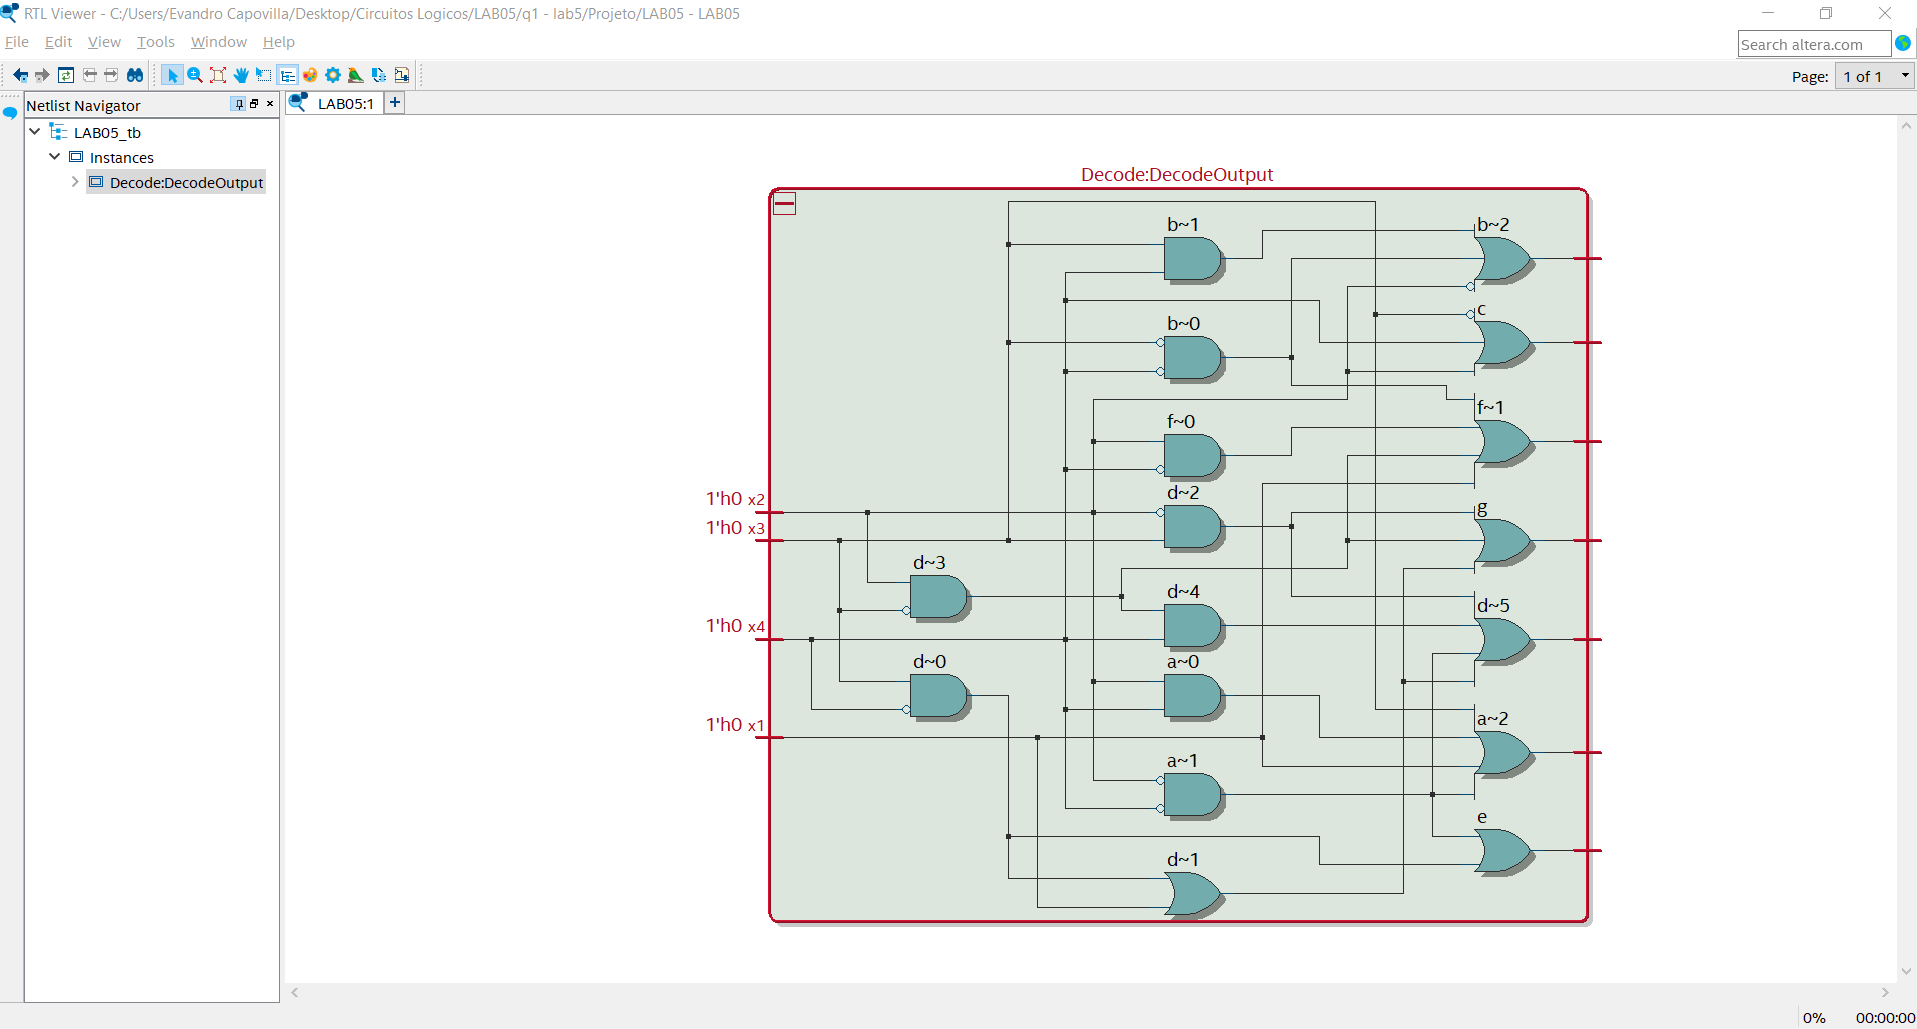 RTL Viewer - C:/Users/Evandro Capovilla/Desktop/Circuitos Logicos/LAB05/q1 - lab5/Projeto/LAB05 - LAB05
File Edit View Tools Window Help
Search altera.com
Page: 1 of 1
Netlist Navigator
LAB05:1
LAB05_tb
Instances
Decode:DecodeOutput
Decode:DecodeOutput
b~1
b~2
c
b~0
f~1
f~0
d~2
1'h0 x2
g
1'h0 x3
d~3
d~4
d~5
1'h0 x4
d~0
a~0
a~2
1'h0 x1
a~1
e
d~1
0% 00:00:00